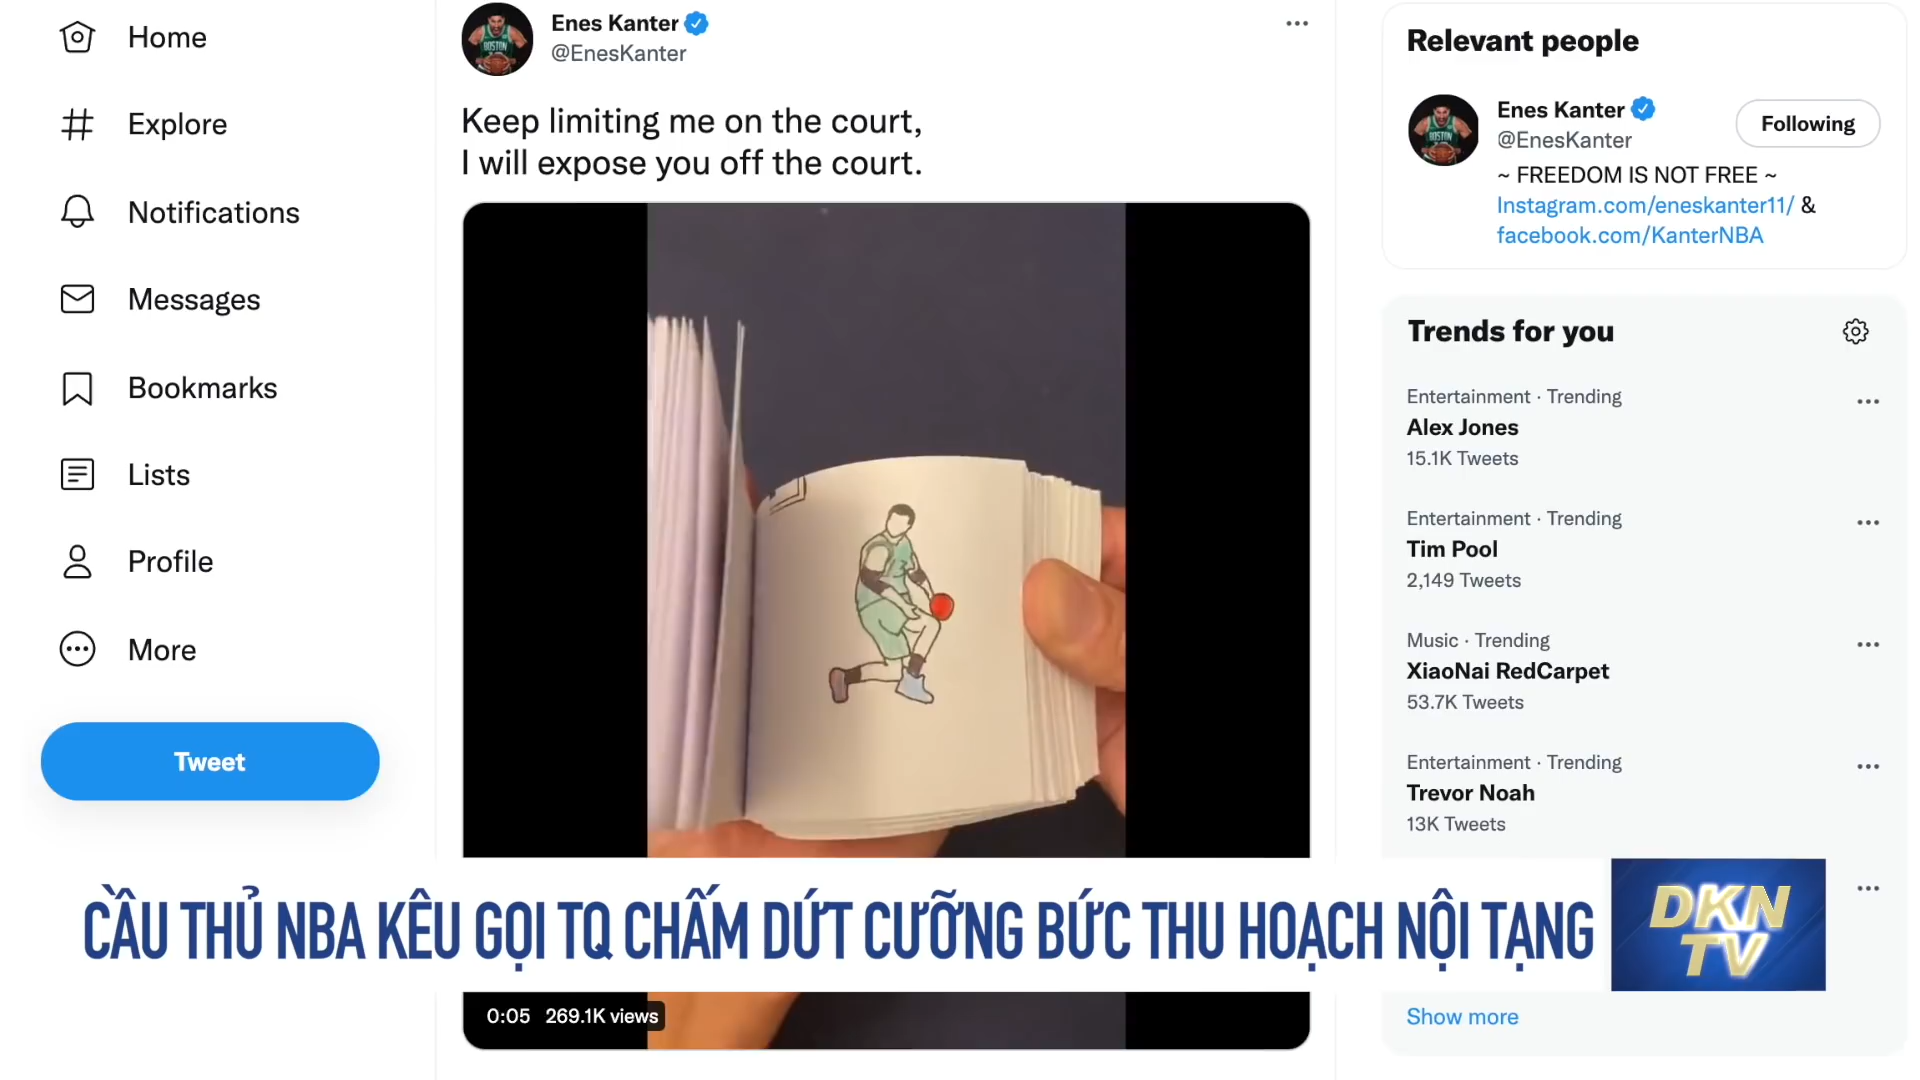 Home
Explore
Notifications
Messages
Bookmarks
Lists
Profile
More
Tweet
Enes Kanter
@EnesKanter
Keep limiting me on the court,
I will expose you off the court.
13
0:05 269.1K views
Relevant people
Enes Kanter
@EnesKanter
Following
~ FREEDOM IS NOT FREE ~
Instagram.com/eneskanter11/ &
facebook.com/KanterNBA
Trends for you
Entertainment · Trending
Alex Jones
15.1K Tweets
Entertainment · Trending
Tim Pool
2,149 Tweets
Music · Trending
XiaoNai RedCarpet
53.7K Tweets
Entertainment · Trending
Trevor Noah
13K Tweets
Show more
CẦU THỦ NBA KÊU GỌI TQ CHẤM DỨT CƯỠNG BỨC THU HOẠCH NỘI TẠNG
DKN
TV
BOSTON
BOSTON